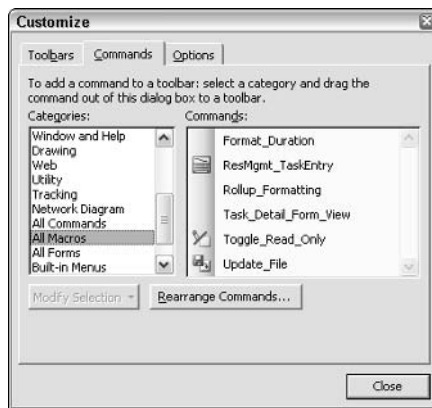 Customize
Toolbars
Commands
Options
To add a command to a toolbar: select a category and drag the
command out of this dialog box to a toolbar.
Categories:
Window and Help
Drawing
Web
Utility
Tracking
Network Diagram
All Commands
All Macros
All Forms
Built-in Menus
Commands:
Format_Duration
ResMgmt_TaskEntry
Rollup_Formatting
Task_Detail_Form_View
Toggle_Read_Only
Update_File
Modify Selection
Rearrange Commands...
Close